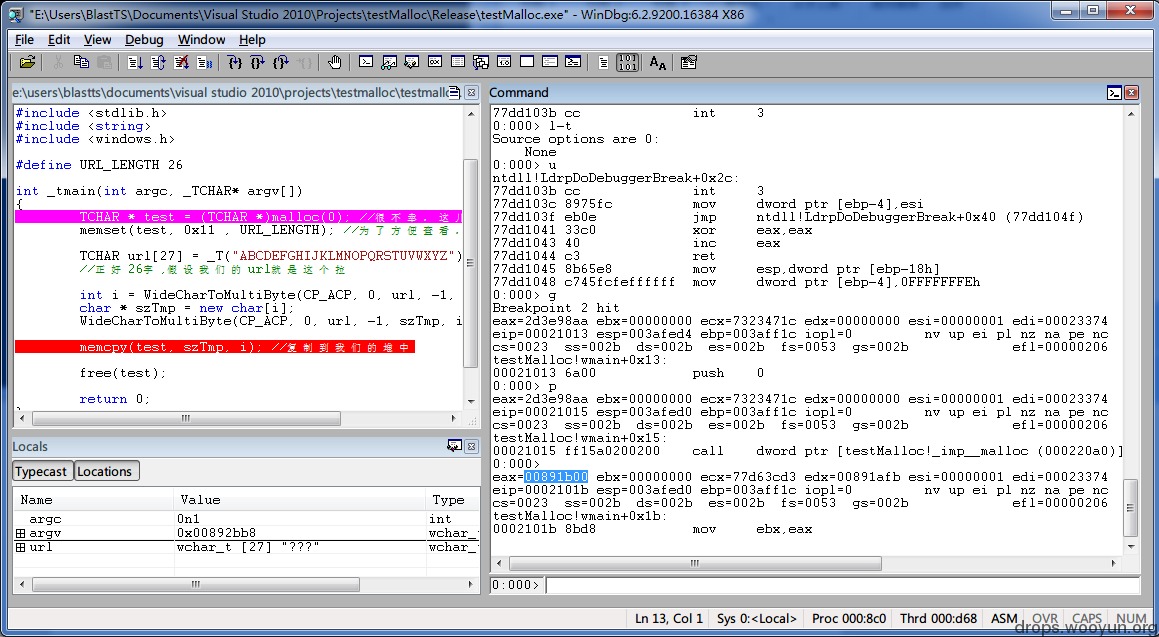 "E:\Users\BlastTS\Documents\Visual Studio 2010\Projects\testMalloc\Release\testMalloc.exe" - WinDbg:6.2.9200.16384 X86
File Edit View Debug Window Help
e:\users\blastts\documents\visual studio 2010\projects\testmalloc\testmallc
#include <stdlib.h>
#include <string>
#include <windows.h>
#define URL_LENGTH 26
int _tmain(int argc, _TCHAR* argv[])
{
TCHAR * test = (TCHAR *)malloc(0); //很不幸. 这
memset(test, 0x11 , URL_LENGTH); //为了方便查看.
TCHAR url[27] = _T("ABCDEFGHIJKLMNOPQRSTUVWXYZ")
//正好26字,假设我们的url就是这个拉
int i = WideCharToMultiByte(CP_ACP, 0, url, -1,
char * szTmp = new char[i];
WideCharToMultiByte(CP_ACP, 0, url, -1, szTmp, i
memcpy(test, szTmp, i); //复制到我们的堆中
free(test);
return 0;
Locals
Typecast Locations
Name Value Type
argc 0n1 int
argv 0x00892bb8 wchar_
url wchar_t [27] "???" wchar_
Command
77dd103b cc int 3
0:000> l-t
Source options are 0:
None
0:000> u
ntdll!LdrpDoDebuggerBreak+0x2c:
77dd103b cc int 3
77dd103c 8975fc mov dword ptr [ebp-4],esi
77dd103f eb0e jmp ntdll!LdrpDoDebuggerBreak+0x40 (77dd104f)
77dd1041 33c0 xor eax,eax
77dd1043 40 inc eax
77dd1044 c3 ret
77dd1045 8b65e8 mov esp,dword ptr [ebp-18h]
77dd1048 c745fcfeffffff mov dword ptr [ebp-4],0FFFFFFFEh
0:000> g
Breakpoint 2 hit
eax=2d3e98aa ebx=00000000 ecx=7323471c edx=00000000 esi=00000001 edi=00023374
eip=00021013 esp=003afed4 ebp=003aff1c iopl=0 nv up ei pl nz na pe nc
cs=0023 ss=002b ds=002b es=002b fs=0053 gs=002b efl=00000206
testMalloc!wmain+0x13:
00021013 6a00 push 0
0:000> p
eax=2d3e98aa ebx=00000000 ecx=7323471c edx=00000000 esi=00000001 edi=00023374
eip=00021015 esp=003afed0 ebp=003aff1c iopl=0 nv up ei pl nz na pe nc
cs=0023 ss=002b ds=002b es=002b fs=0053 gs=002b efl=00000206
testMalloc!wmain+0x15:
00021015 ff15a0200200 call dword ptr [testMalloc!_imp__malloc (000220a0)]
0:000>
eax=00891b00 ebx=00000000 ecx=77d63cd3 edx=00891afb esi=00000001 edi=00023374
eip=0002101b esp=003afed0 ebp=003aff1c iopl=0 nv up ei pl nz na pe nc
cs=0023 ss=002b ds=002b es=002b fs=0053 gs=002b efl=00000206
testMalloc!wmain+0x1b:
0002101b 8bd8 mov ebx,eax
0:000>
Ln 13, Col 1 Sys 0:<Local> Proc 000:8c0 Thrd 000:d68 ASM OVR CAPS NUM
drops.wooyun.org